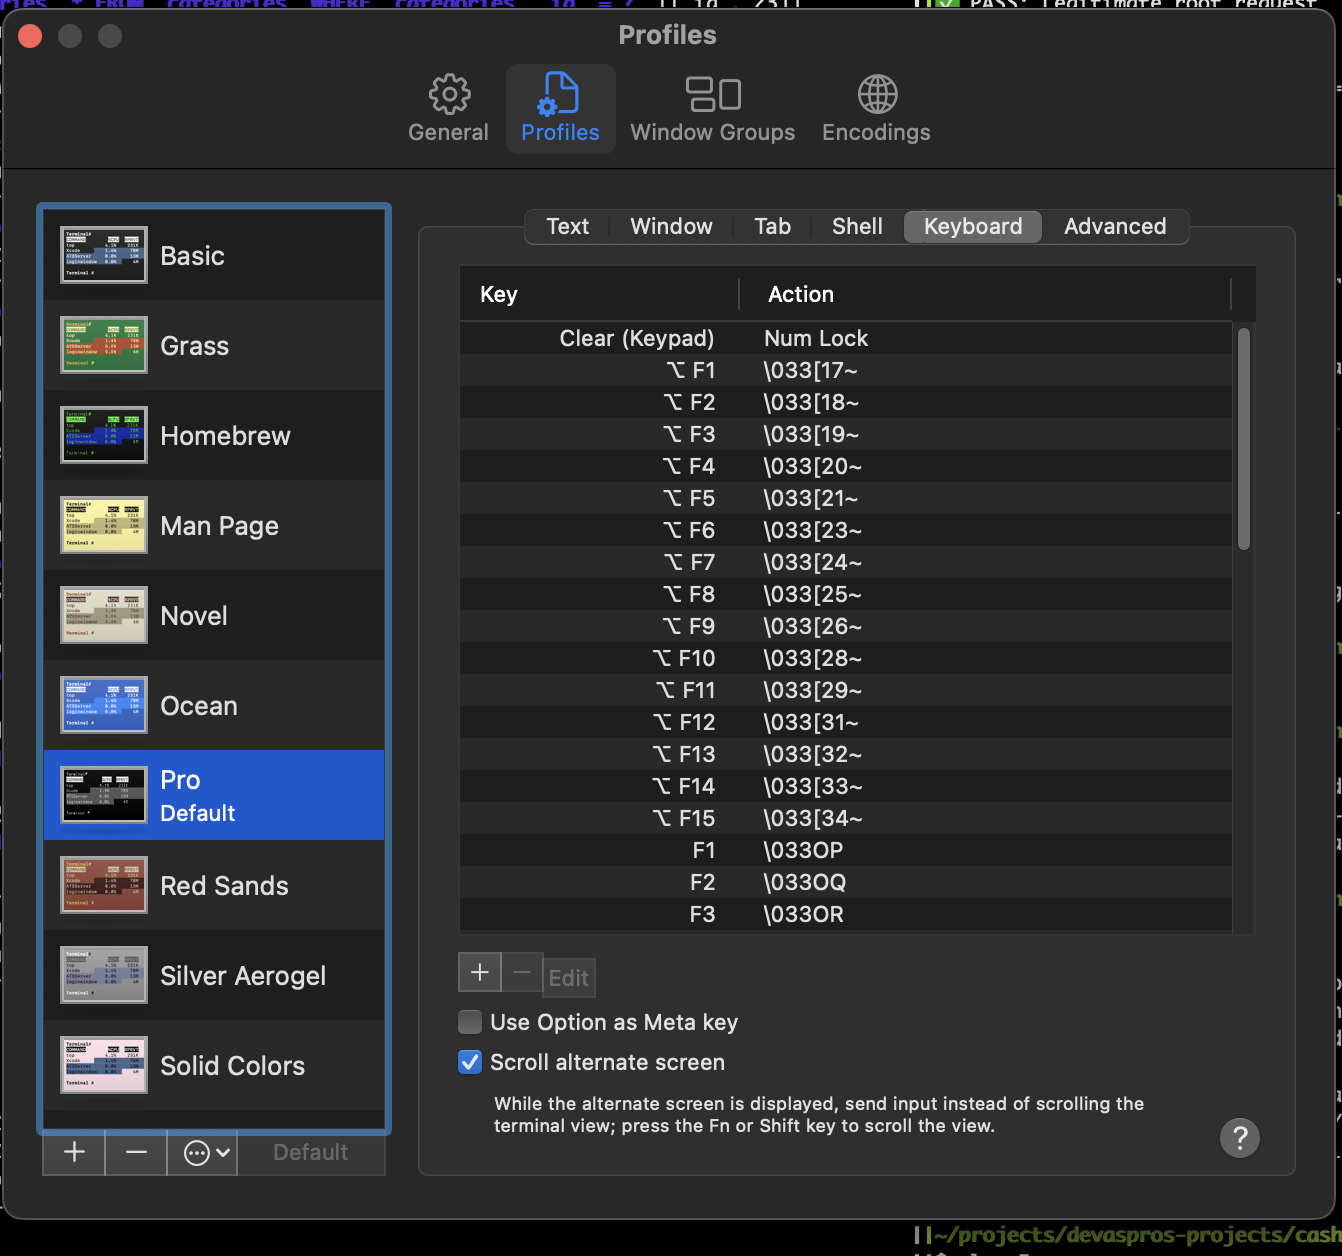 PASS: Legitimate root request
Profiles
General
Profiles
Window Groups
Encodings
Basic
Grass
Homebrew
Man Page
Novel
Ocean
Pro
Default
Red Sands
Silver Aerogel
Solid Colors
Default
Text
Window
Tab
Shell
Keyboard
Advanced
Key Action
Clear (Keypad) Num Lock
⌥ F1 \033[17~
⌥ F2 \033[18~
⌥ F3 \033[19~
⌥ F4 \033[20~
⌥ F5 \033[21~
⌥ F6 \033[23~
⌥ F7 \033[24~
⌥ F8 \033[25~
⌥ F9 \033[26~
⌥ F10 \033[28~
⌥ F11 \033[29~
⌥ F12 \033[31~
⌥ F13 \033[32~
⌥ F14 \033[33~
⌥ F15 \033[34~
F1 \033OP
F2 \033OQ
F3 \033OR
+ − Edit
Use Option as Meta key
Scroll alternate screen
While the alternate screen is displayed, send input instead of scrolling the
terminal view; press the Fn or Shift key to scroll the view.
?
~/projects/devaspros-projects/cash